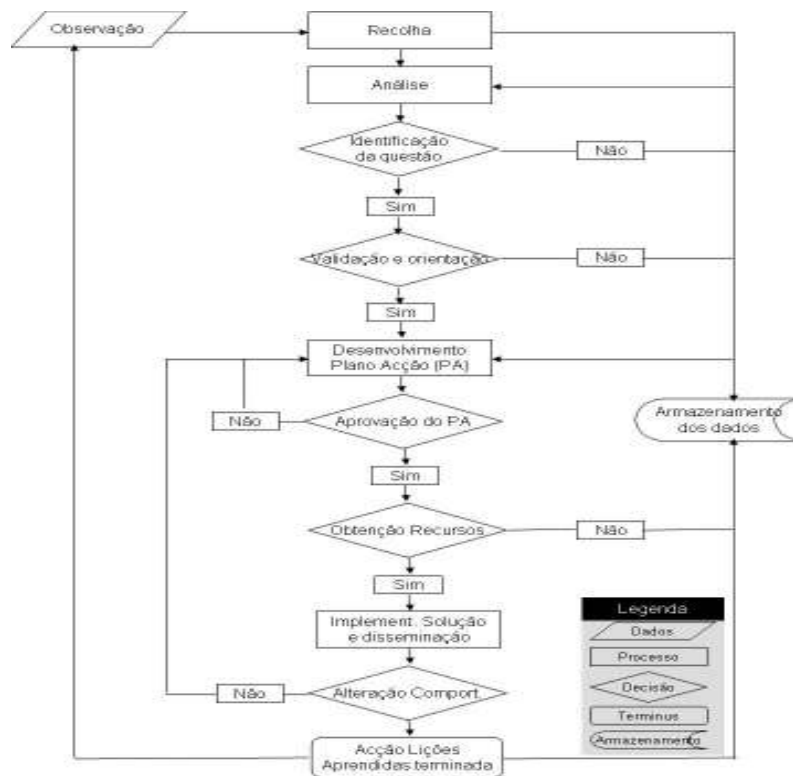 Observação
Recolha
Análise
Identificação
da questão
Não
Sim
Validação e orientação
Não
Sim
Desenvolvimento
Plano Acção (PA)
Não
Aprovação do PA
Armazenamento
dos dados
Sim
Obtenção Recursos
Não
Sim
Implement. Solução
e disseminação
Não
Alteração Comport.
Acção Lições
Aprendidas terminada
Legenda
Dados
Processo
Decisão
Terminus
Armazenamento